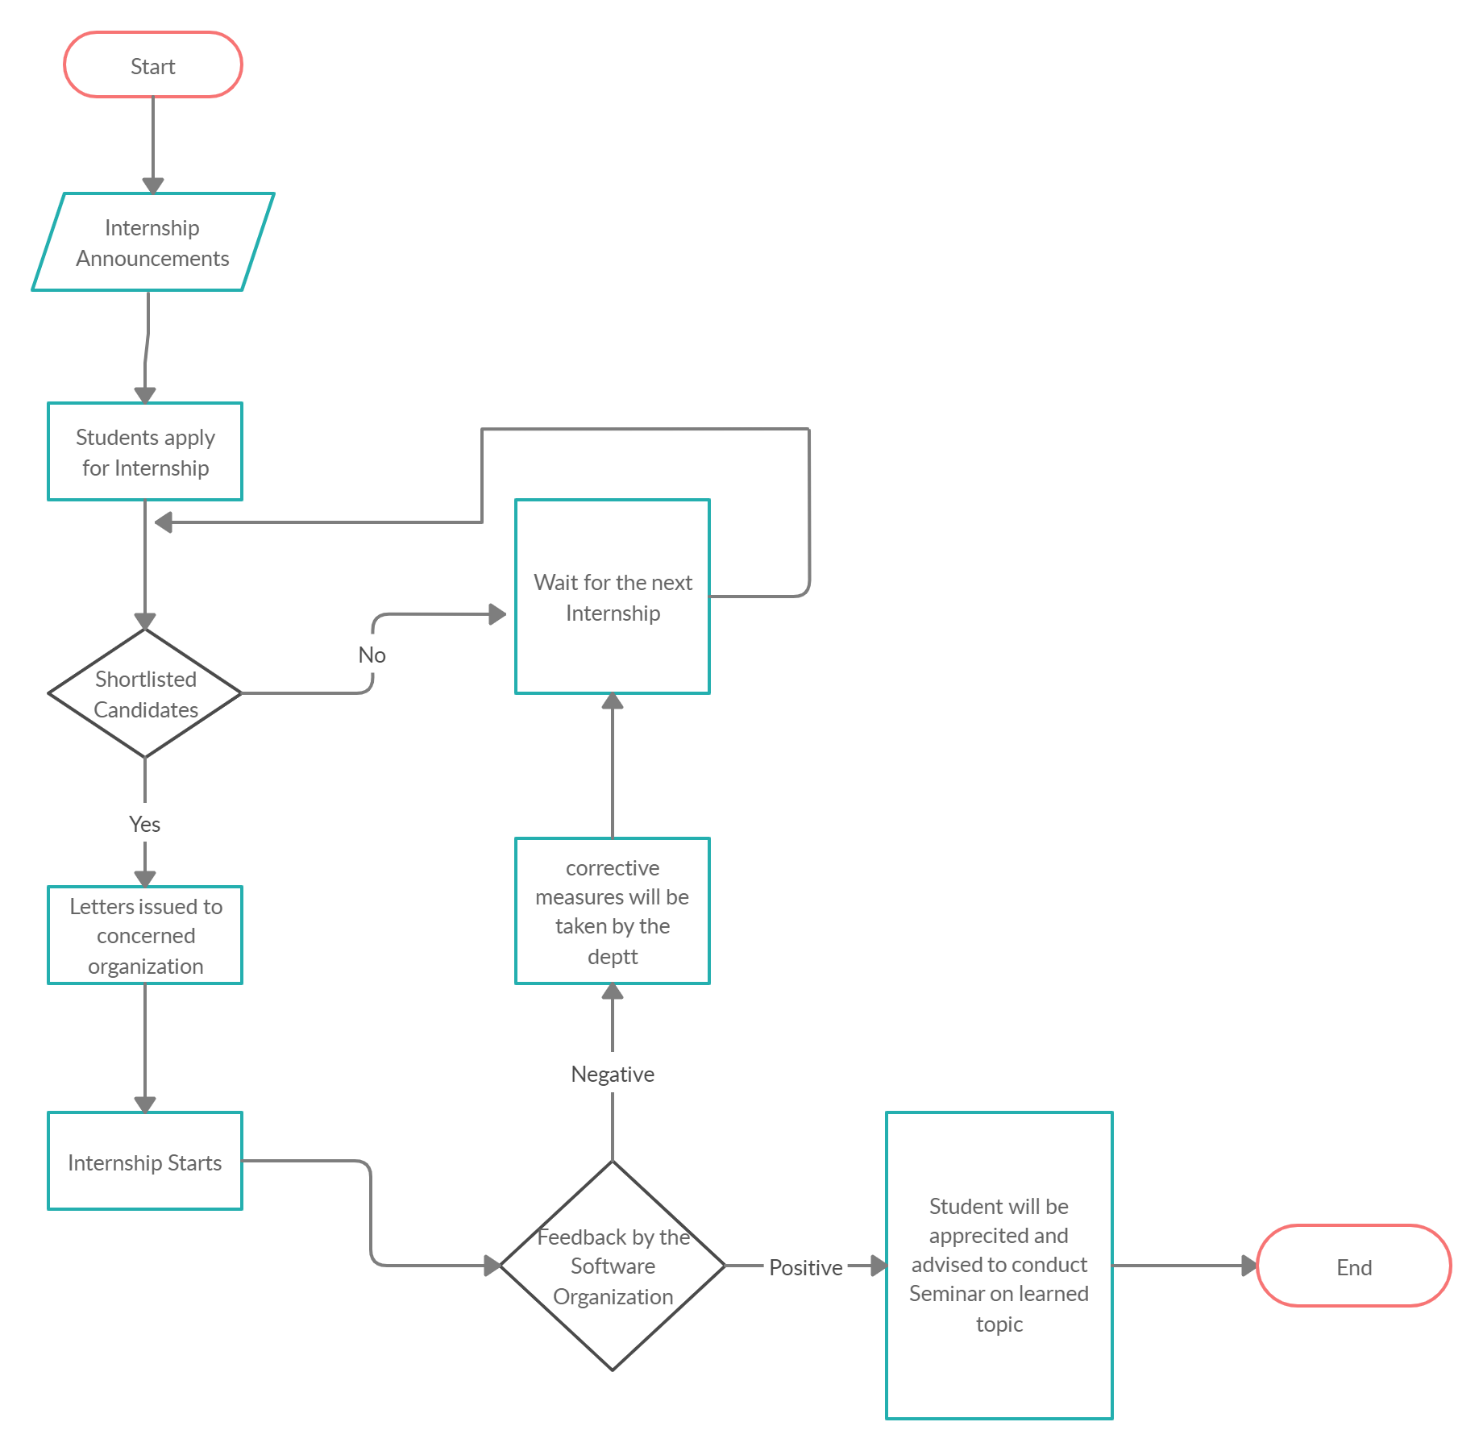 Start
Internship
Announcements
Students apply
for Internship
Wait for the next
Internship
No
Shortlisted
Candidates
Yes
corrective
measures will be
taken by the
deptt
Letters issued to
concerned
organization
Negative
Internship Starts
Feedback by the
Software
Organization
Positive
Student will be
apprecited and
advised to conduct
Seminar on learned
topic
End